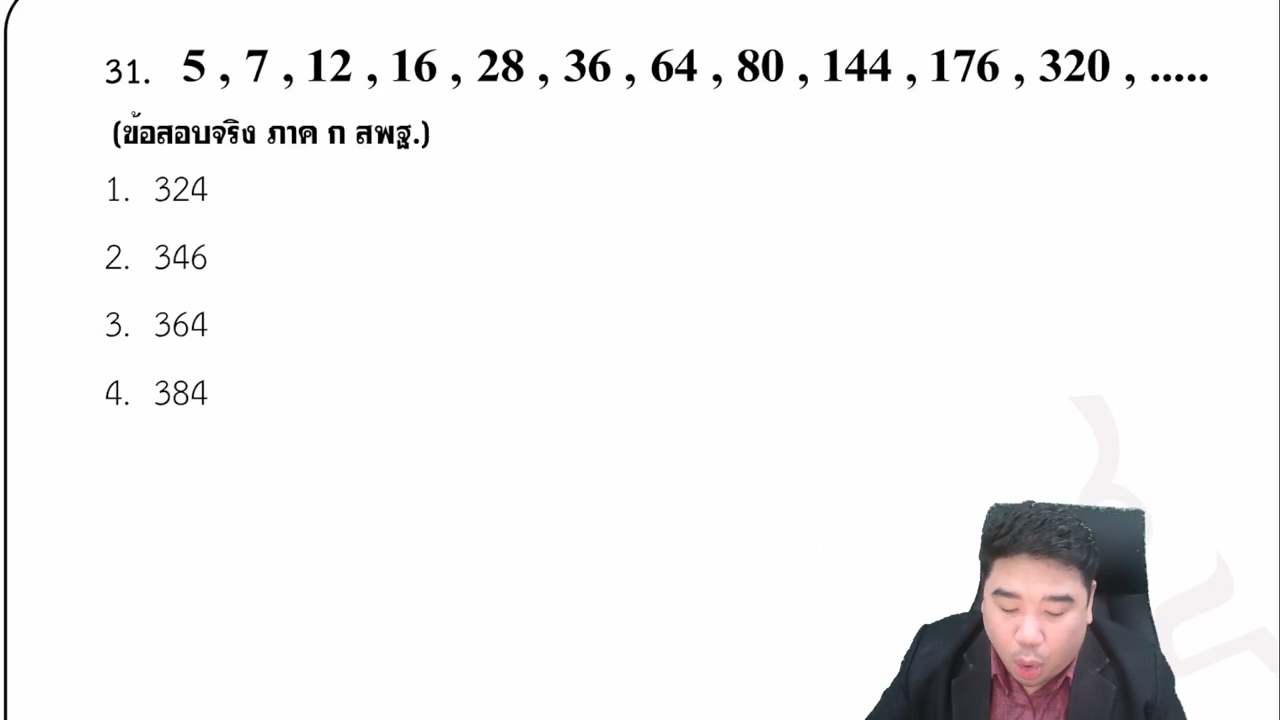 31. 5 , 7 , 12 , 16 , 28 , 36 , 64 , 80 , 144 , 176 , 320 , .....
(ข้อสอบจริง ภาค ก สพฐ.)
1. 324
2. 346
3. 364
4. 384